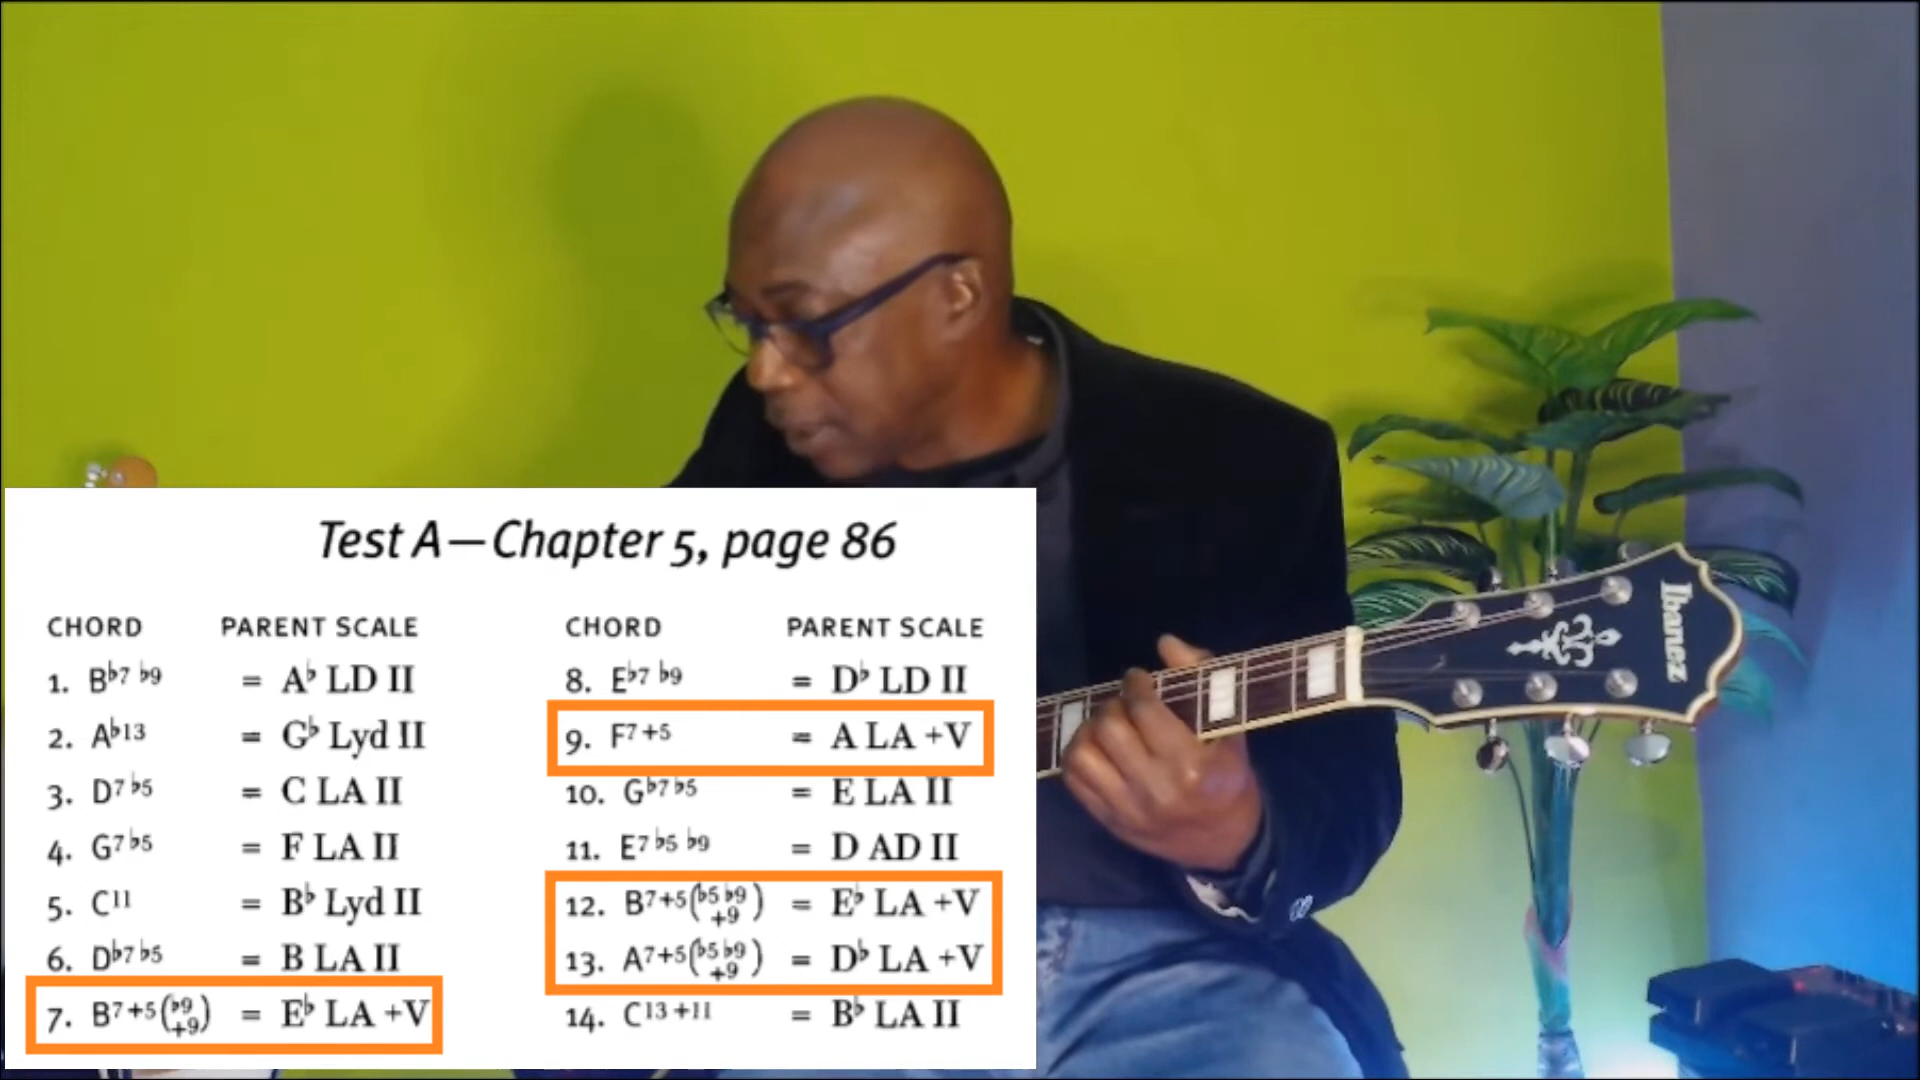 Test A—Chapter 5, page 86
CHORD PARENT SCALE
1. B♭7 ♭9 = A♭ LD II
2. A♭13 = G♭ Lyd II
3. D7 ♭5 = C LA II
4. G7 ♭5 = F LA II
5. C11 = B♭ Lyd II
6. D♭7 ♭5 = B LA II
7. B7+5(♭9 +9) = E♭ LA +V
CHORD PARENT SCALE
8. E♭7 ♭9 = D♭ LD II
9. F7+5 = A LA +V
10. G♭7 ♭5 = E LA II
11. E7 ♭5 ♭9 = D AD II
12. B7+5(♭5 ♭9 +9) = E♭ LA +V
13. A7+5(♭5 ♭9 +9) = D♭ LA +V
14. C13 +11 = B♭ LA II
Ibanez